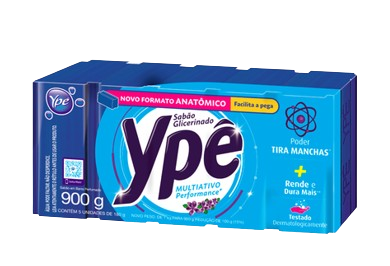 NOVO FORMATO ANATÔMICO
Facilita a pega
Ypê
Sabão
Glicerinado
Ypê
MULTIATIVO
Performance
Poder
TIRA MANCHAS
+
Rende e
Dura Mais
testado
Dermatologicamente
900 g
CONTÉM 5 UNIDADES DE 180 g